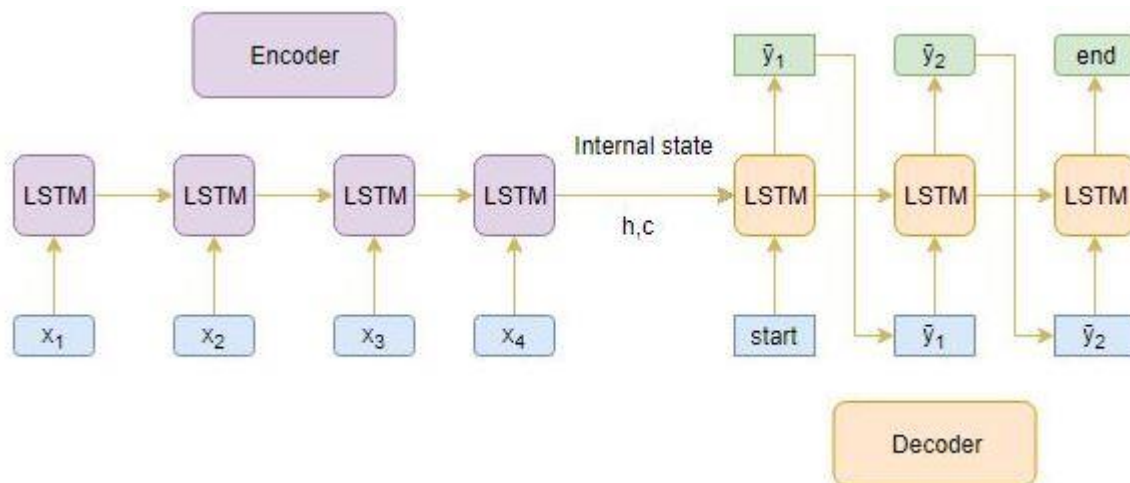 Encoder
ȳ₁
ȳ₂
end
Internal state
LSTM
LSTM
LSTM
LSTM
LSTM
LSTM
LSTM
h,c
x₁
x₂
x₃
x₄
start
ȳ₁
ȳ₂
Decoder